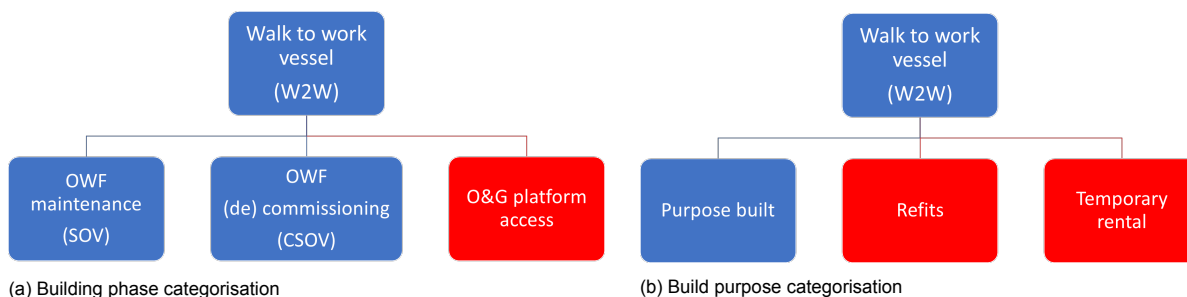 Walk to work
vessel
(W2W)
OWF
maintenance
(SOV)
OWF
(de) commissioning
(CSOV)
O&G platform
access
(a) Building phase categorisation
Walk to work
vessel
(W2W)
Purpose built
Refits
Temporary
rental
(b) Build purpose categorisation